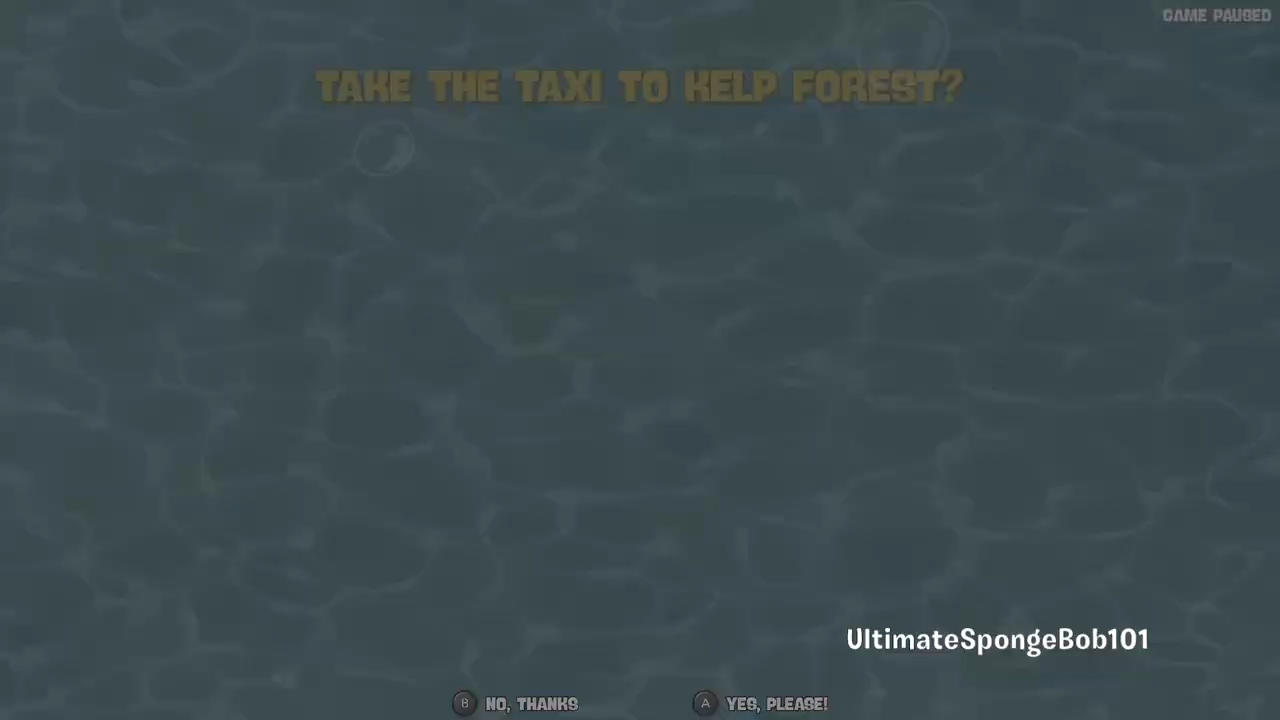 GAME PAUSED
TAKE THE TAXI TO KELP FOREST?
UltimateSpongeBob101
B NO, THANKS
A YES, PLEASE!